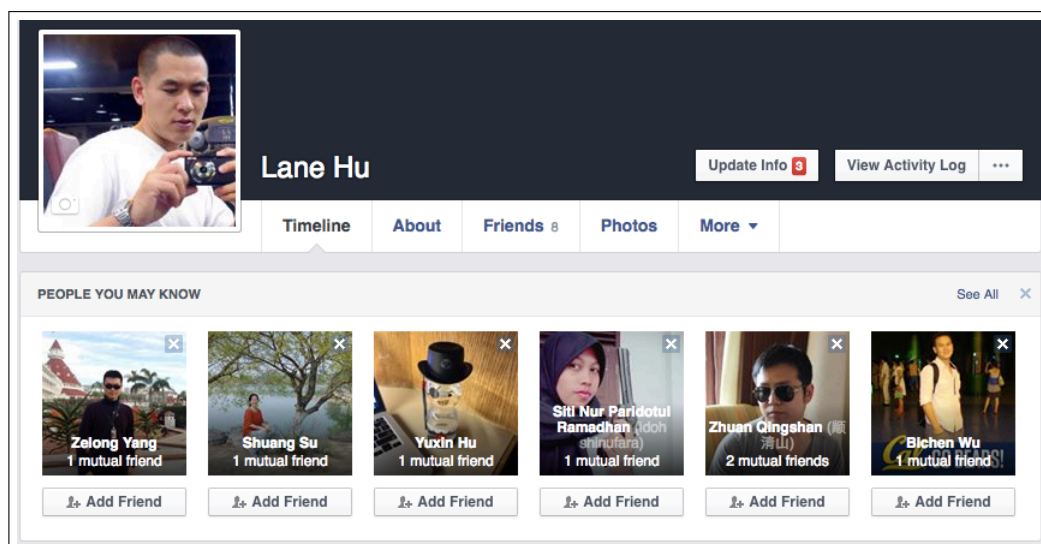 Lane Hu
Update Info 3
View Activity Log ...
Timeline About Friends 8 Photos More
PEOPLE YOU MAY KNOW
See All
Zelong Yang
1 mutual friend
Add Friend
Shuang Su
1 mutual friend
Add Friend
Yuxin Hu
1 mutual friend
Add Friend
Siti Nur Paridotul
Ramadhan (idoh
shinufara)
1 mutual friend
Add Friend
Zhuan Qingshan (顺
清山)
2 mutual friends
Add Friend
Cal GO BEARS!
Bichen Wu
1 mutual friend
Add Friend